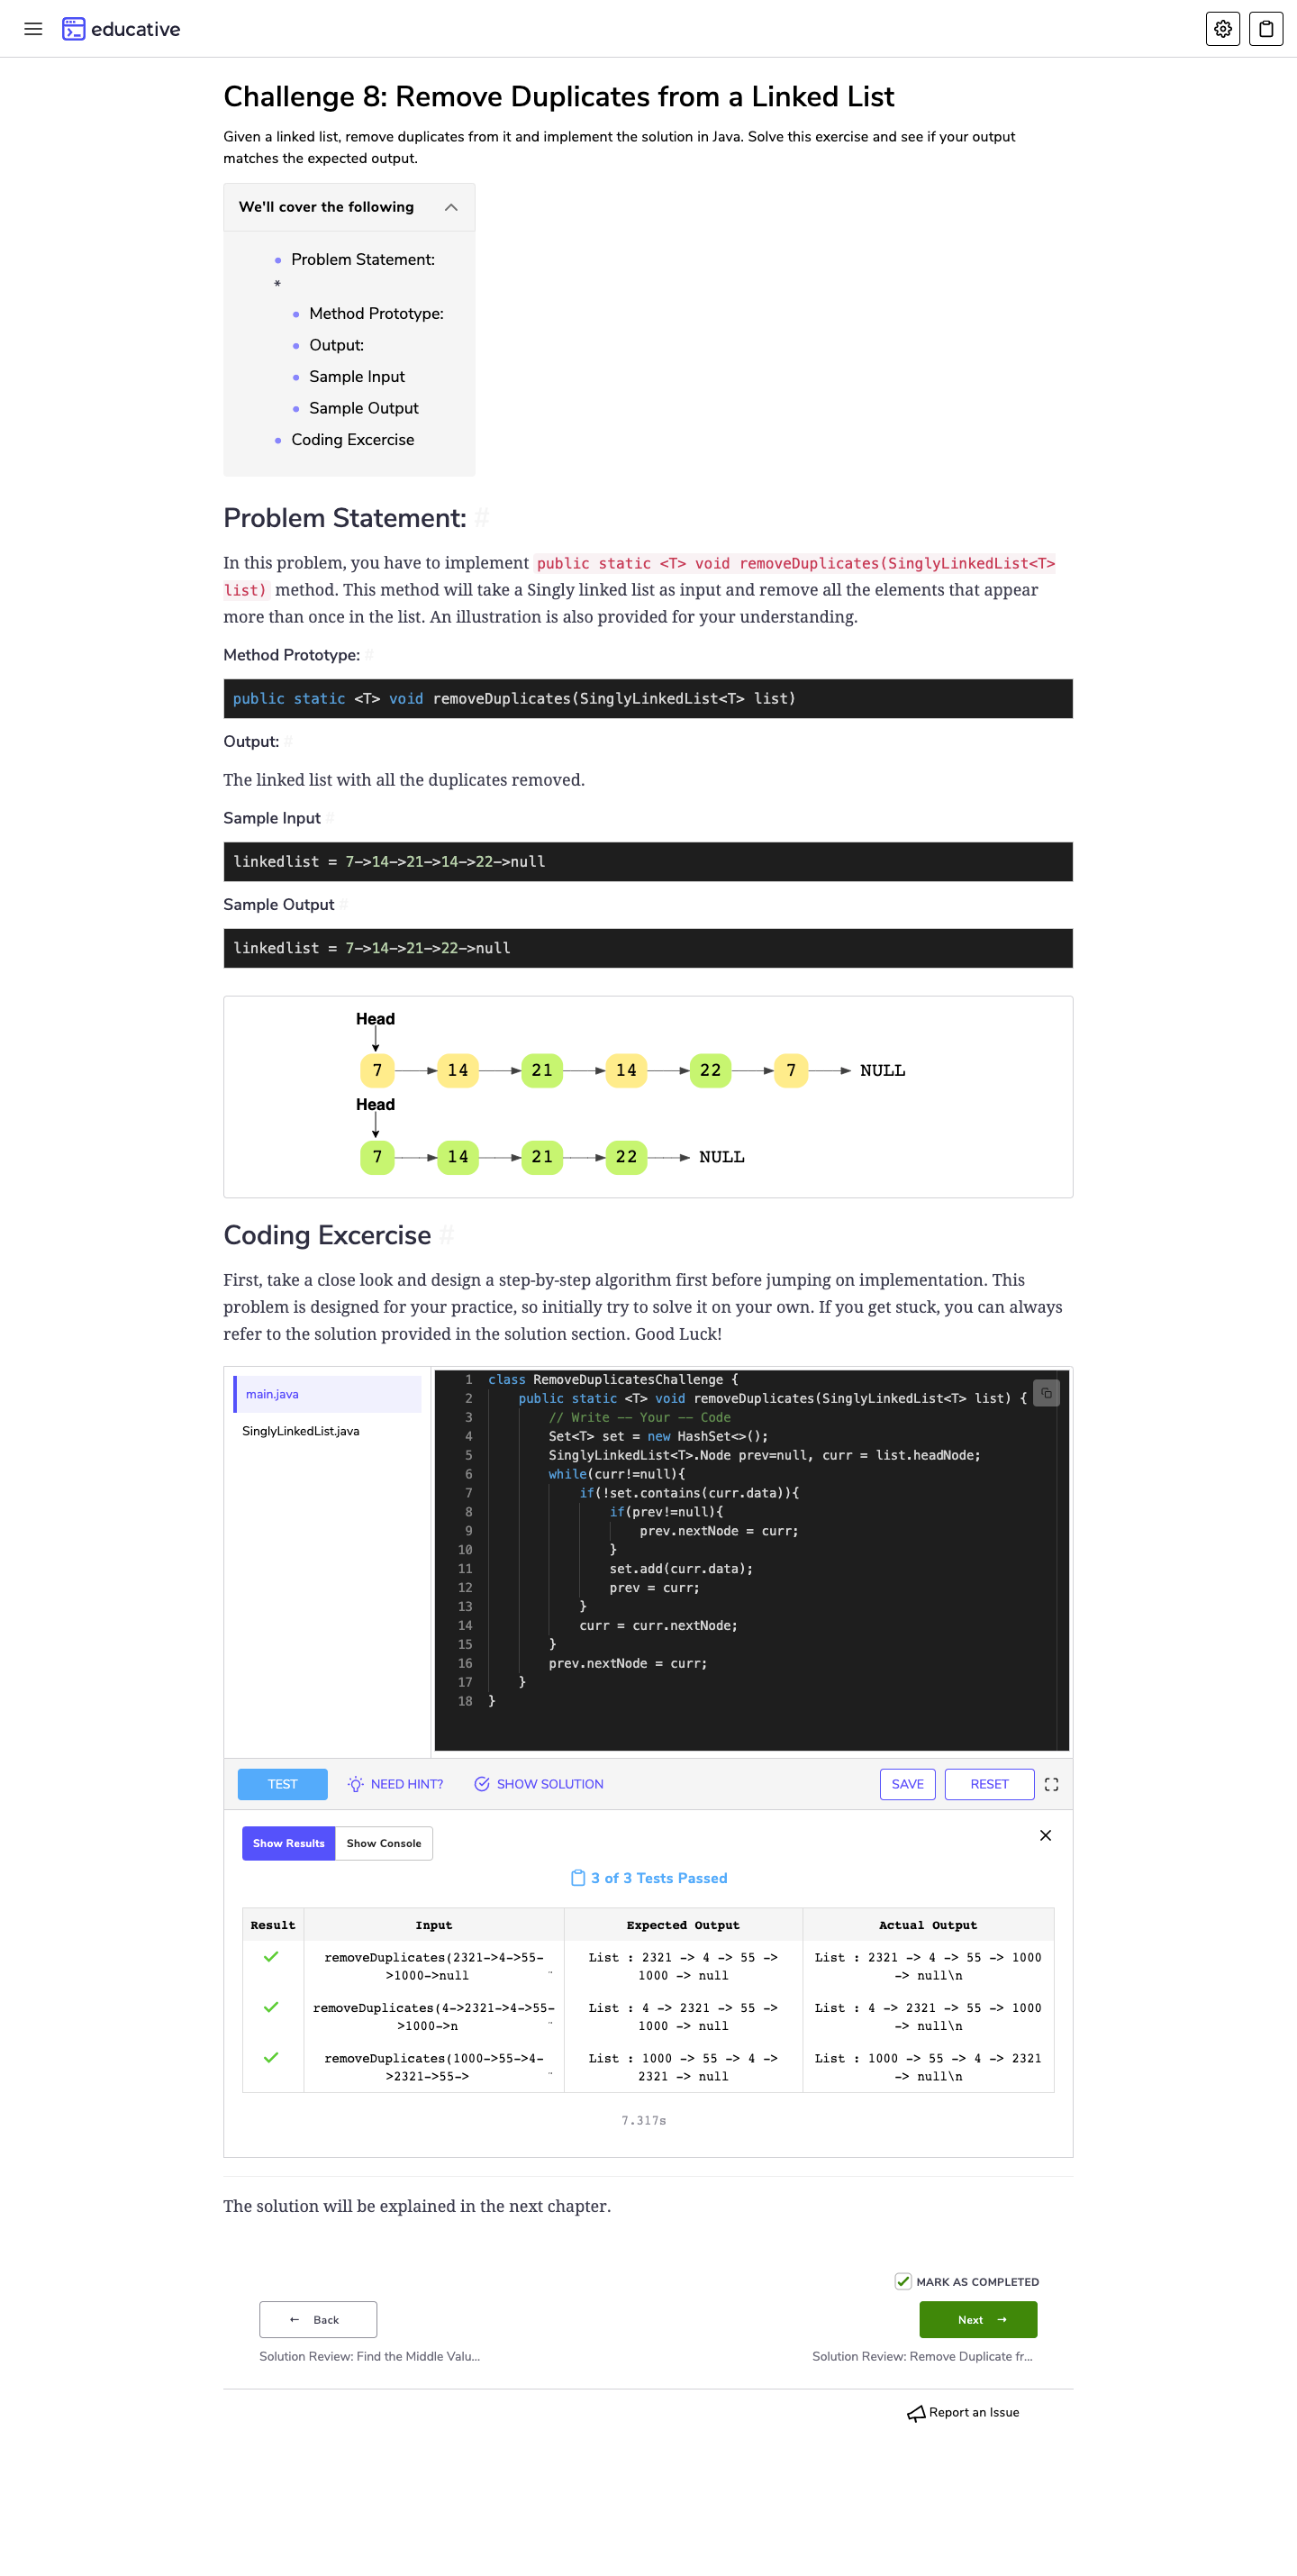 educative
Challenge 8: Remove Duplicates from a Linked List
Given a linked list, remove duplicates from it and implement the solution in Java. Solve this exercise and see if your output
matches the expected output.
We'll cover the following
Problem Statement:
*
Method Prototype:
Output:
Sample Input
Sample Output
Coding Excercise
Problem Statement: #
In this problem, you have to implement public static <T> void removeDuplicates(SinglyLinkedList<T>
list) method. This method will take a Singly linked list as input and remove all the elements that appear
more than once in the list. An illustration is also provided for your understanding.
Method Prototype: #
public static <T> void removeDuplicates(SinglyLinkedList<T> list)
Output: #
The linked list with all the duplicates removed.
Sample Input #
linkedlist = 7->14->21->14->22->null
Sample Output #
linkedlist = 7->14->21->22->null
Head
7 14 21 14 22 7 NULL
Head
7 14 21 22 NULL
Coding Excercise #
First, take a close look and design a step-by-step algorithm first before jumping on implementation. This
problem is designed for your practice, so initially try to solve it on your own. If you get stuck, you can always
refer to the solution provided in the solution section. Good Luck!
main.java
SinglyLinkedList.java
1 class RemoveDuplicatesChallenge {
2 public static <T> void removeDuplicates(SinglyLinkedList<T> list) {
3 // Write -- Your -- Code
4 Set<T> set = new HashSet<>();
5 SinglyLinkedList<T>.Node prev=null, curr = list.headNode;
6 while(curr!=null){
7 if(!set.contains(curr.data)){
8 if(prev!=null){
9 prev.nextNode = curr;
10 }
11 set.add(curr.data);
12 prev = curr;
13 }
14 curr = curr.nextNode;
15 }
16 prev.nextNode = curr;
17 }
18 }
TEST NEED HINT? SHOW SOLUTION SAVE RESET
Show Results Show Console
3 of 3 Tests Passed
Result Input Expected Output Actual Output
removeDuplicates(2321->4->55- List : 2321 -> 4 -> 55 -> List : 2321 -> 4 -> 55 -> 1000
>1000->null 1000 -> null -> null\n
removeDuplicates(4->2321->4->55- List : 4 -> 2321 -> 55 -> List : 4 -> 2321 -> 55 -> 1000
>1000->n 1000 -> null -> null\n
removeDuplicates(1000->55->4- List : 1000 -> 55 -> 4 -> List : 1000 -> 55 -> 4 -> 2321
>2321->55-> 2321 -> null -> null\n
7.317s
The solution will be explained in the next chapter.
MARK AS COMPLETED
← Back Next →
Solution Review: Find the Middle Valu... Solution Review: Remove Duplicate fr...
Report an Issue